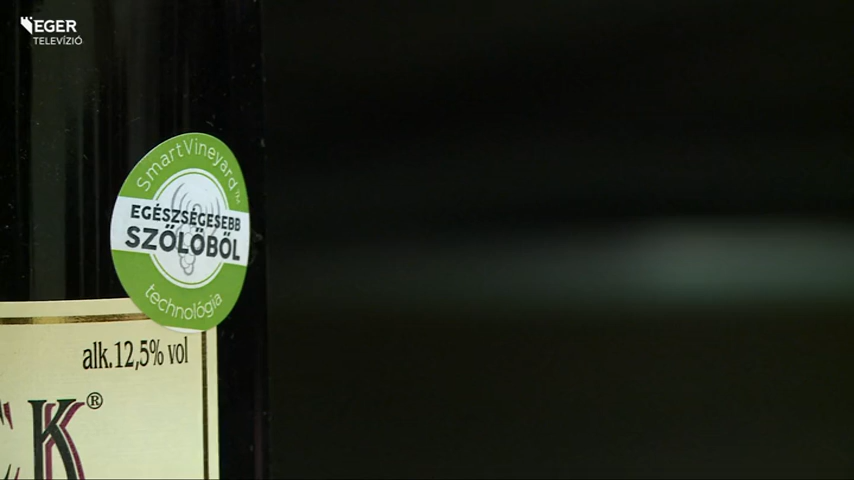 EGER
TELEVÍZIÓ
SmartVineyard™
EGÉSZSÉGESEBB
SZŐLŐBŐL
technológia
alk.12,5% vol
K®